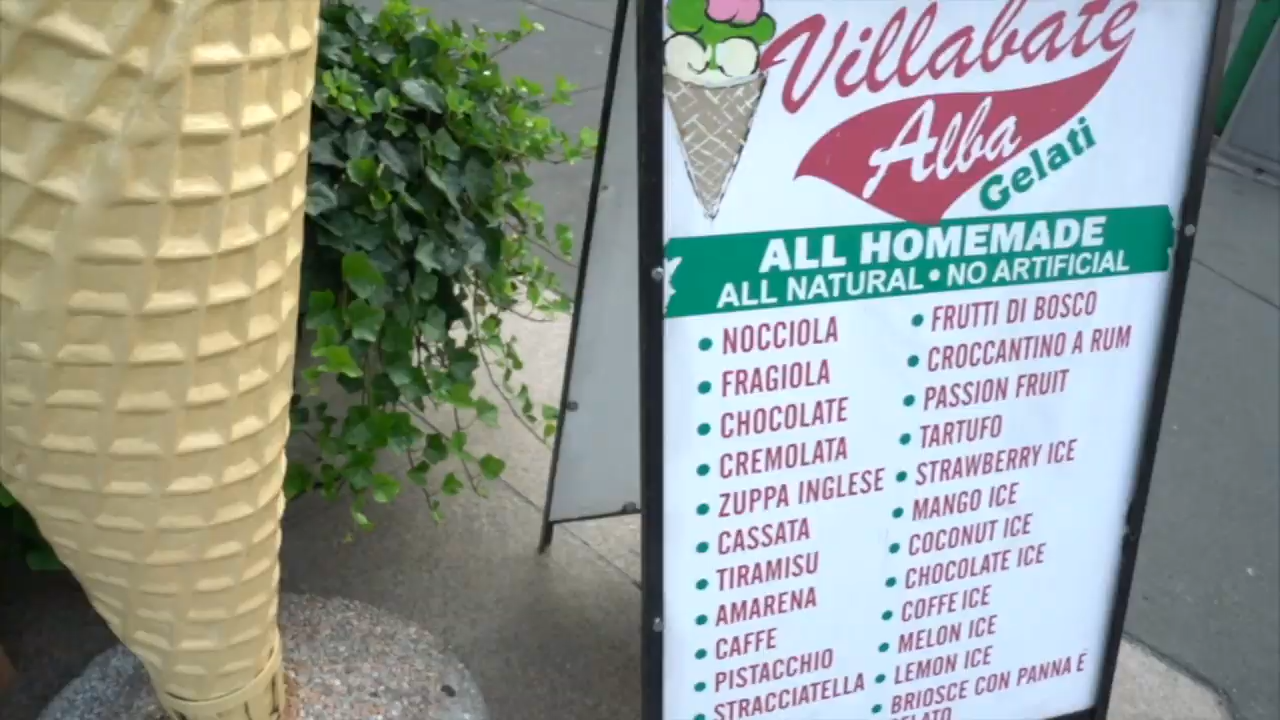 Villabate
Alba
Gelati
ALL HOMEMADE
ALL NATURAL • NO ARTIFICIAL
• NOCCIOLA
• FRAGIOLA
• CHOCOLATE
• CREMOLATA
• ZUPPA INGLESE
• CASSATA
• TIRAMISU
• AMARENA
• CAFFE
• PISTACCHIO
• STRACCIATELLA
• FRUTTI DI BOSCO
• CROCCANTINO A RUM
• PASSION FRUIT
• TARTUFO
• STRAWBERRY ICE
• MANGO ICE
• COCONUT ICE
• CHOCOLATE ICE
• COFFE ICE
• MELON ICE
• LEMON ICE
• BRIOSCE CON PANNA E
GELATO